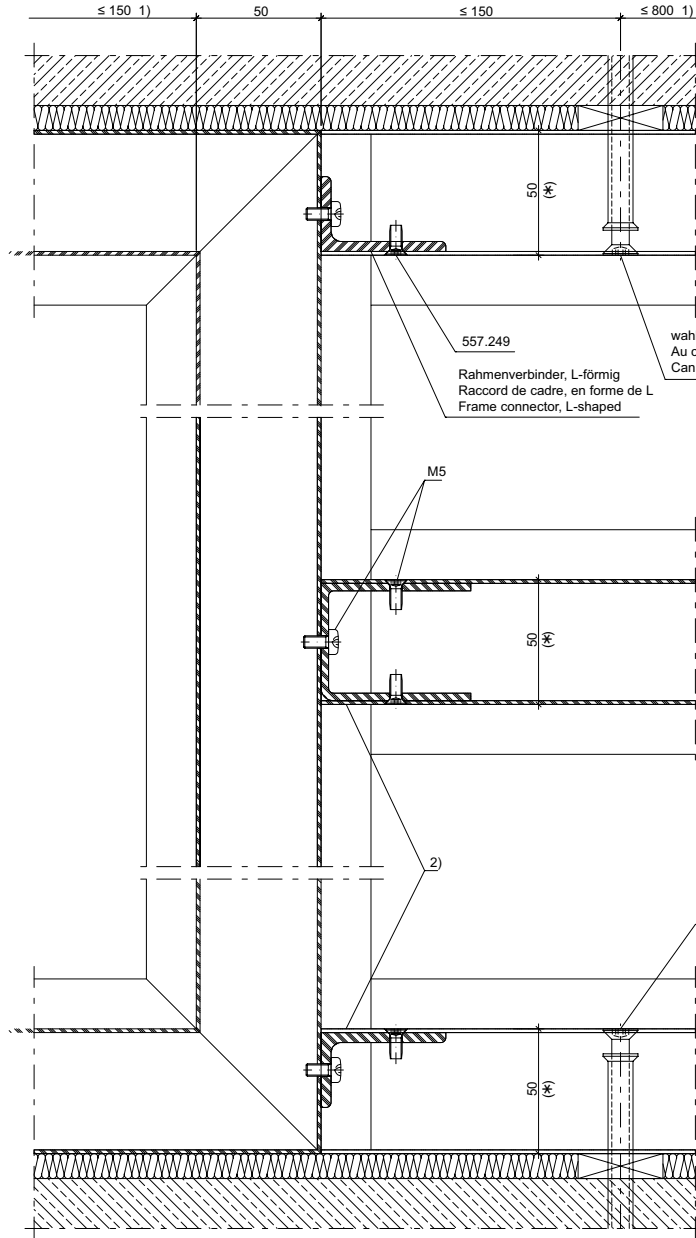 ≤ 150 1)
50
≤ 150
≤ 800 1)
50
(∗)
557.249
Rahmenverbinder, L-förmig
Raccord de cadre, en forme de L
Frame connector, L-shaped
Au
M5
50
(∗)
2)
50
(∗)